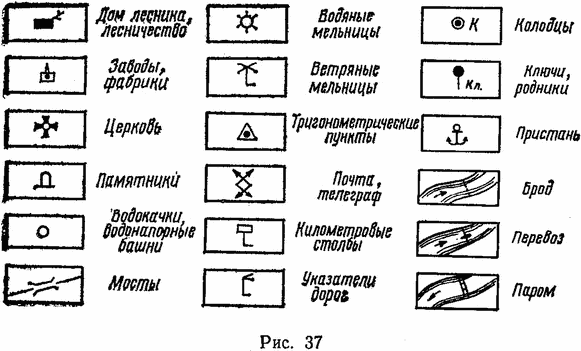 Дом лесника,
лесничество
Заводы,
фабрики
Церковь
Памятники
Водокачки,
водонапорные
башни
Мосты
Водяные
мельницы
Ветряные
мельницы
Тригонометрические
пункты
Почта,
телеграф
Километровые
столбы
Указатели
дорог
К
Колодцы
Кл.
Ключи,
родники
Пристань
Брод
Перевоз
Паром
Рис. 37